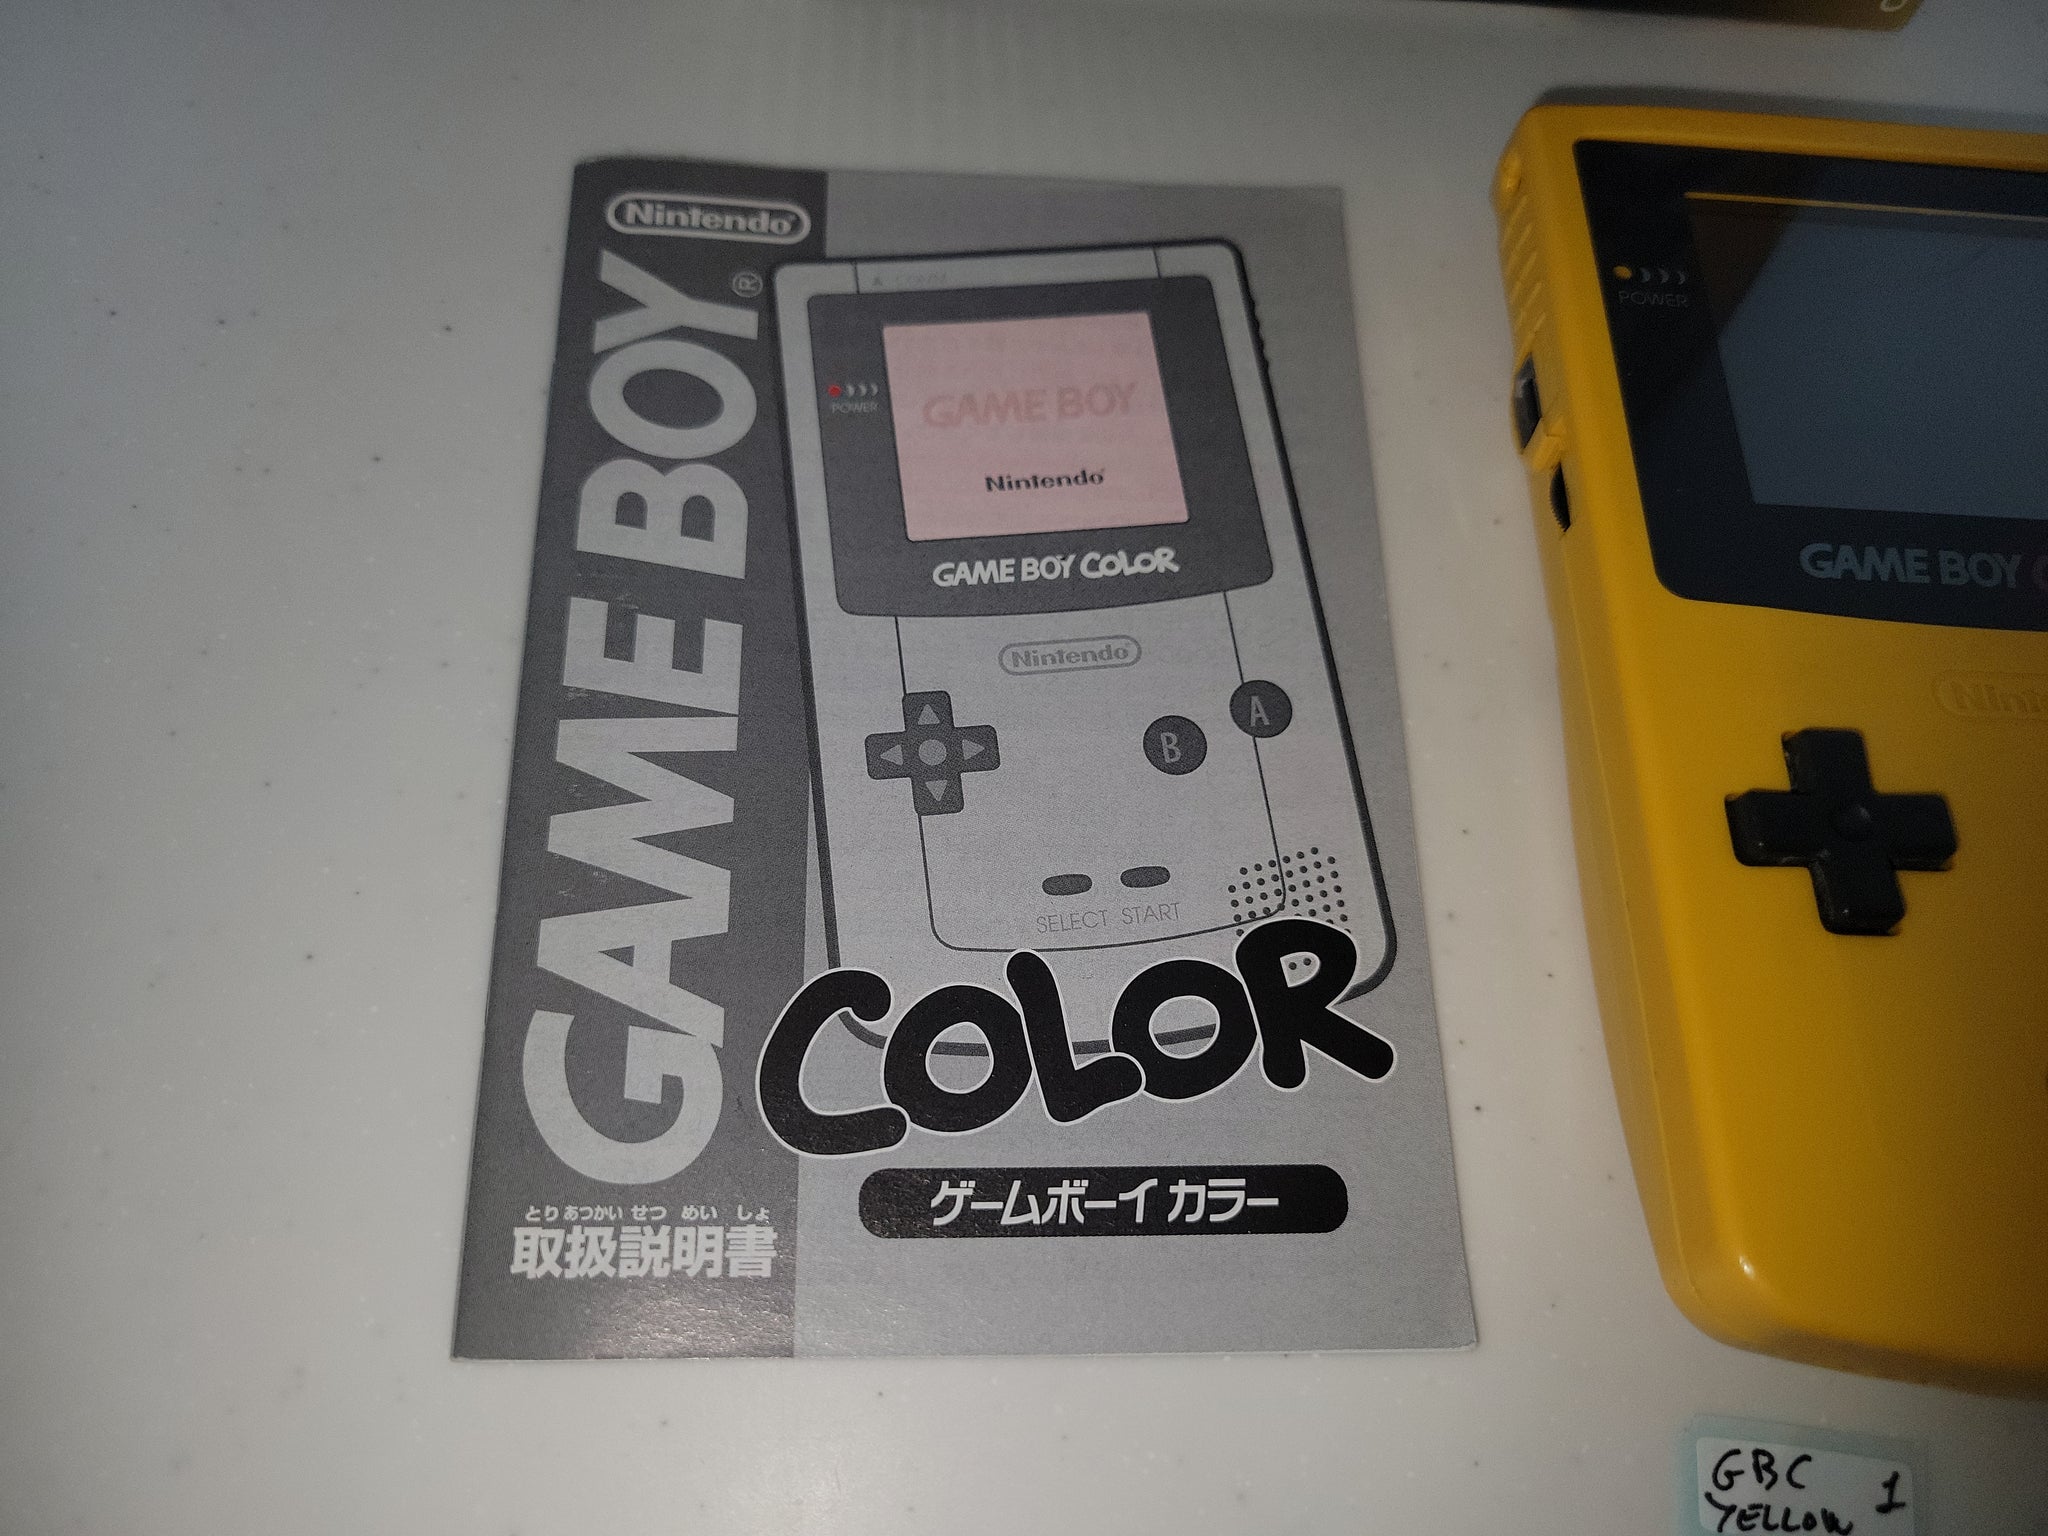 Nintendo
GAME BOY®
COMM
POWER
GAME BOY
Nintendo
GAME BOY COLOR
Nintendo
B
A
SELECT START
COLOR
ゲームボーイ カラー
とり あつかい せつ めい しょ
取扱説明書
POWER
GAME BOY
GBC
YELLOW 1